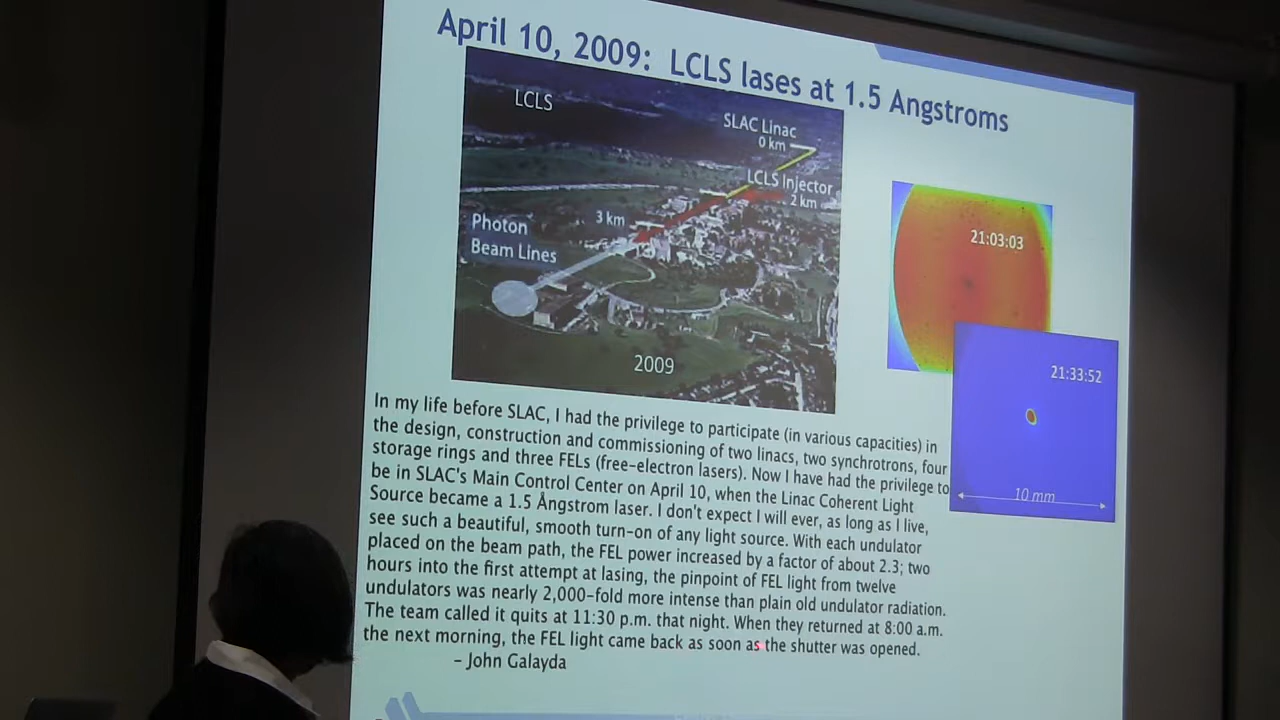 April 10, 2009: LCLS lases at 1.5 Angstroms
LCLS
SLAC Linac
0 km
LCLS Injector
2 km
3 km
Photon
Beam Lines
2009
21:03:03
21:33:52
10 mm
In my life before SLAC, I had the privilege to participate (in various capacities) in
the design, construction and commissioning of two linacs, two synchrotrons, four
storage rings and three FELs (free-electron lasers). Now I have had the privilege to
be in SLAC's Main Control Center on April 10, when the Linac Coherent Light
Source became a 1.5 Ångstrom laser. I don't expect I will ever, as long as I live,
see such a beautiful, smooth turn-on of any light source. With each undulator
placed on the beam path, the FEL power increased by a factor of about 2.3; two
hours into the first attempt at lasing, the pinpoint of FEL light from twelve
undulators was nearly 2,000-fold more intense than plain old undulator radiation.
The team called it quits at 11:30 p.m. that night. When they returned at 8:00 a.m.
the next morning, the FEL light came back as soon as the shutter was opened.
– John Galayda